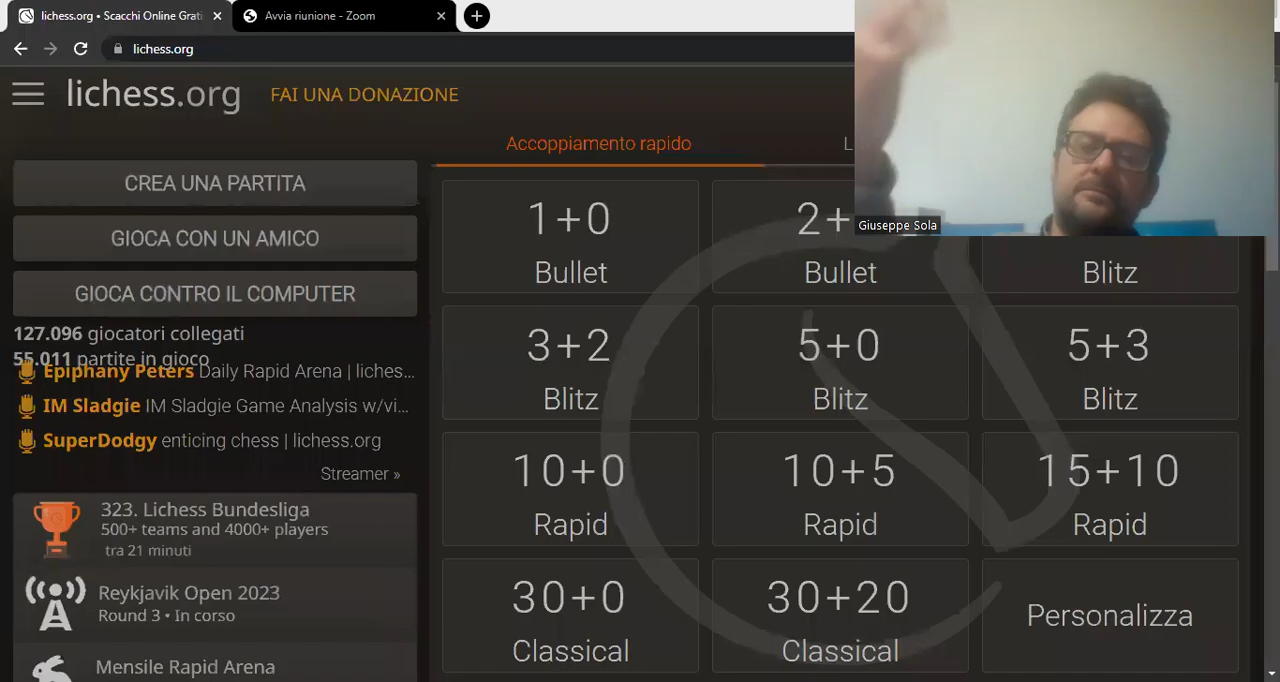 lichess.org • Scacchi Online Grati
Avvia riunione - Zoom
lichess.org
lichess.org
FAI UNA DONAZIONE
Accoppiamento rapido
L
CREA UNA PARTITA
GIOCA CON UN AMICO
GIOCA CONTRO IL COMPUTER
127.096 giocatori collegati
55.011 partite in gioco
Epiphany Peters Daily Rapid Arena | liches...
IM Sladgie IM Sladgie Game Analysis w/vi...
SuperDodgy enticing chess | lichess.org
Streamer »
323. Lichess Bundesliga
500+ teams and 4000+ players
tra 21 minuti
Reykjavik Open 2023
Round 3 • In corso
Mensile Rapid Arena
1+0
Bullet
2+
Bullet
Blitz
3+2
Blitz
5+0
Blitz
5+3
Blitz
10+0
Rapid
10+5
Rapid
15+10
Rapid
30+0
Classical
30+20
Classical
Personalizza
Giuseppe Sola